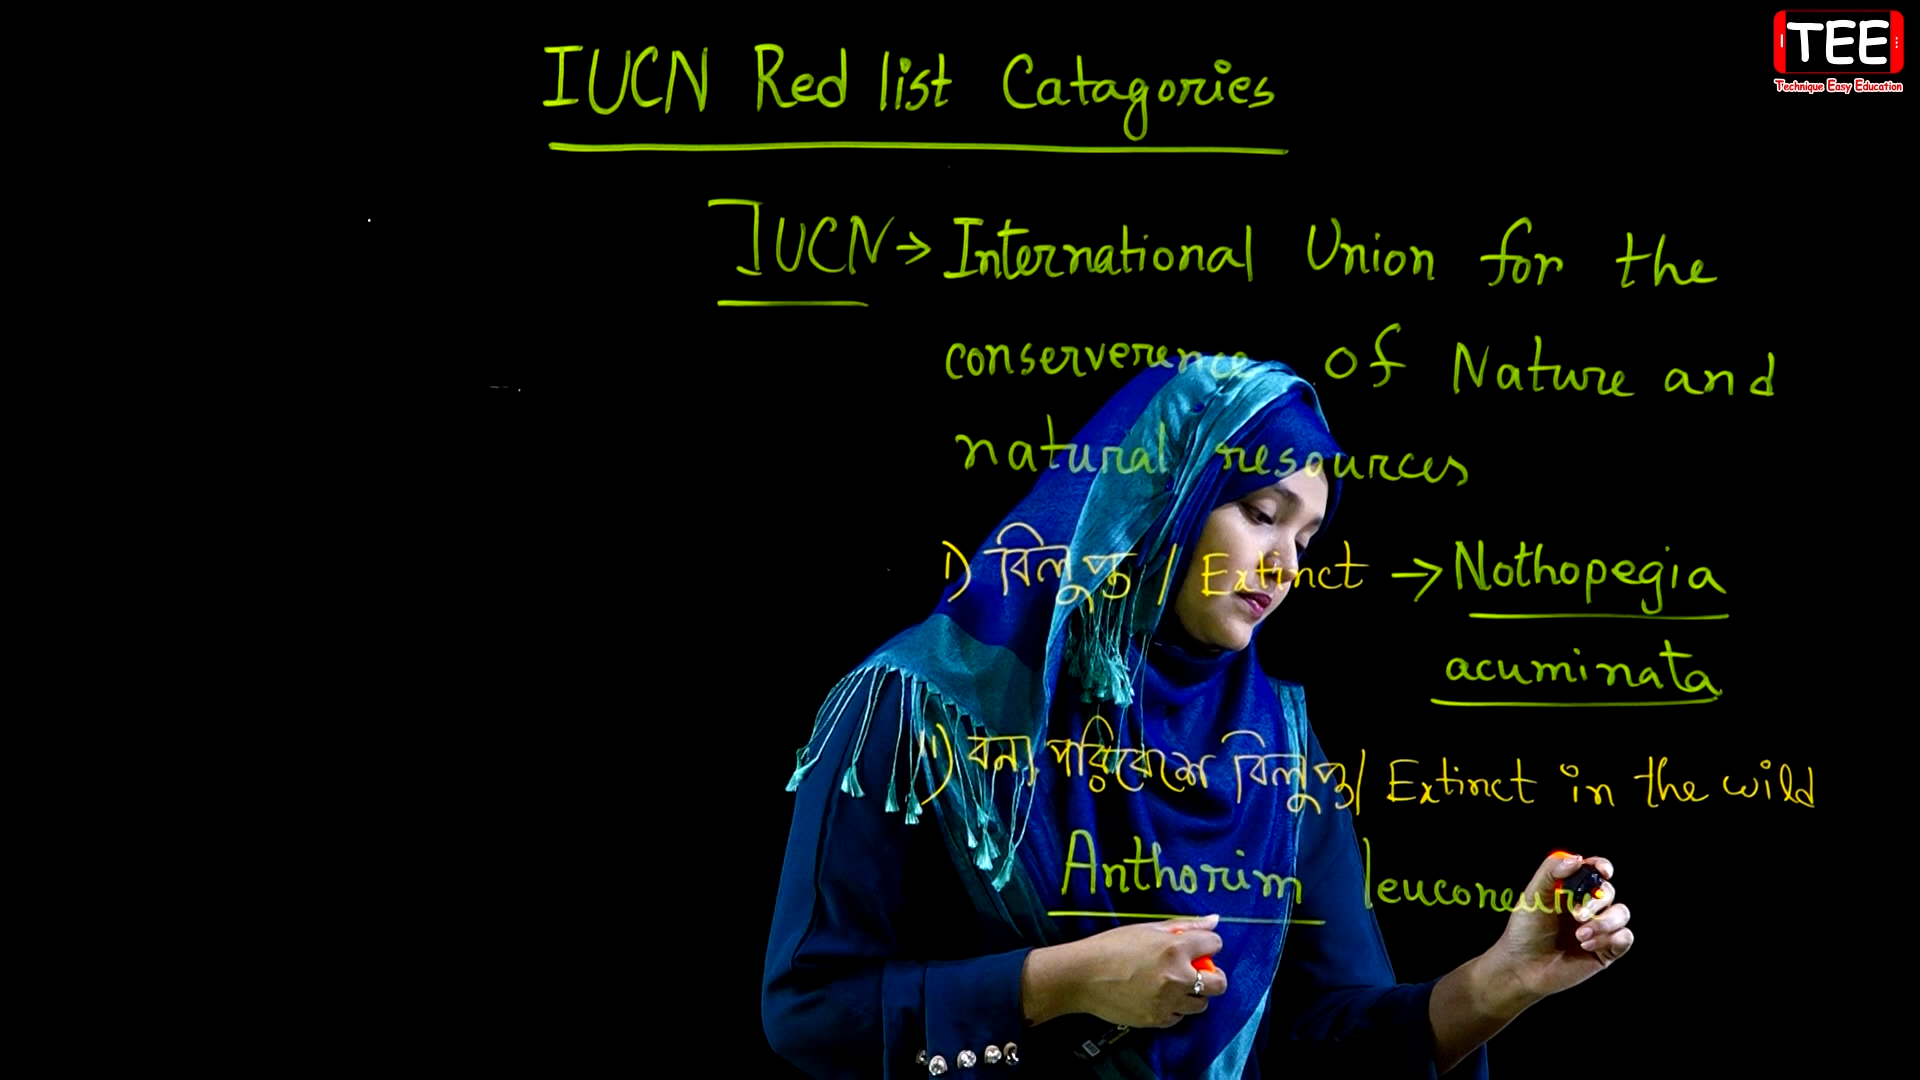 TEE
Technique Easy Education
IUCN Red list Catagories
IUCN → International Union for the
conserverence of Nature and
natural resources
i) বিলুপ্ত / Extinct → Nothopegia
acuminata
ii) বন্য পরিবেশে বিলুপ্ত / Extinct in the wild
Anthorim